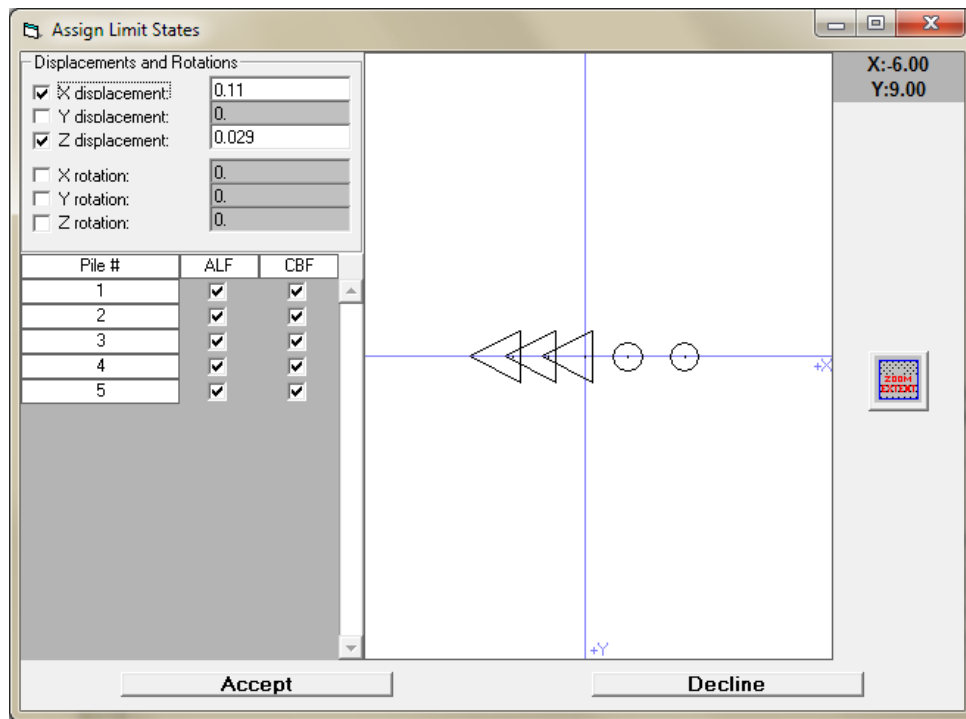 Assign Limit States
Displacements and Rotations
X displacement: 0.11
Y displacement: 0.
Z displacement: 0.029
X rotation: 0.
Y rotation: 0.
Z rotation: 0.
Pile # ALF CBF
1
2
3
4
5
+X
+Y
X:-6.00
Y:9.00
ZOOM
EXTEXT
Accept
Decline